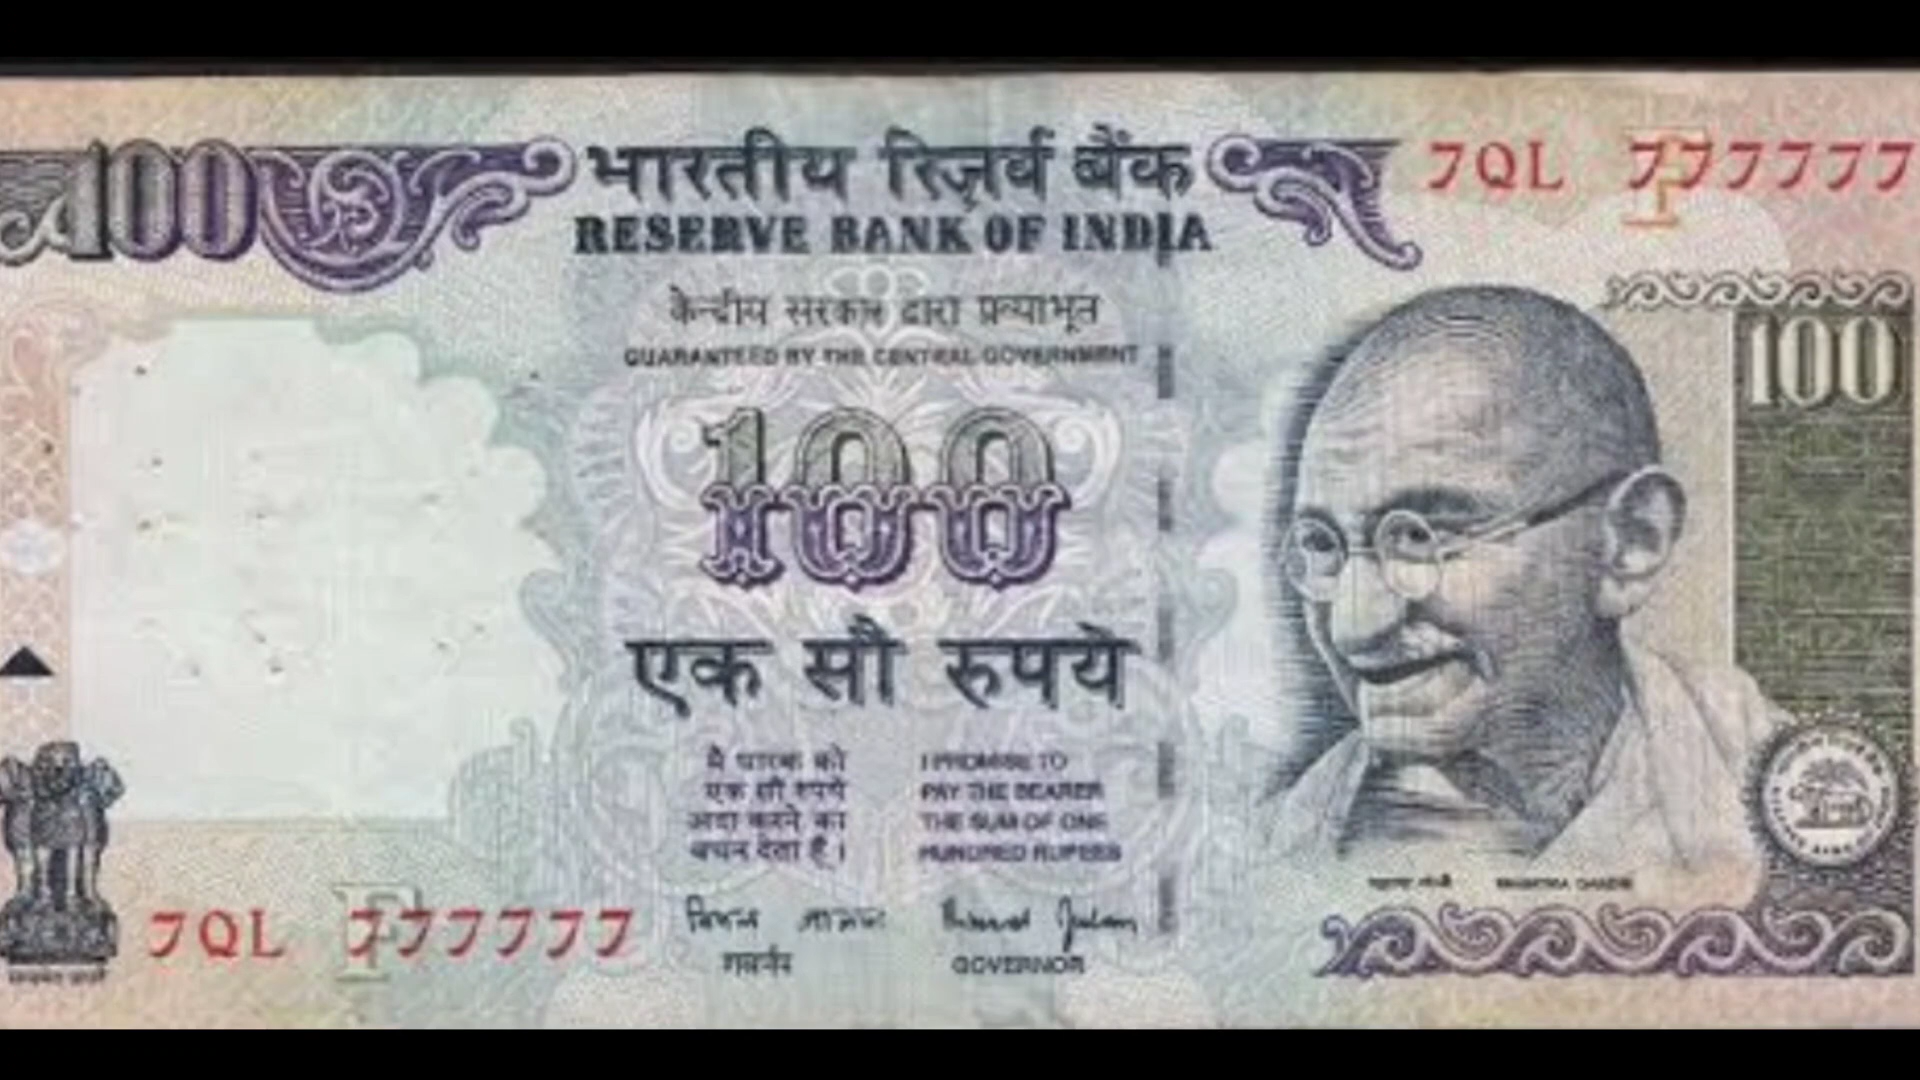 100
भारतीय रिज़र्व बैंक
RESERVE BANK OF INDIA
7QL 777777
केन्द्रीय सरकार द्वारा प्रत्याभूत
GUARANTEED BY THE CENTRAL GOVERNMENT
100
100
एक सौ रुपये
मैं धारक को
एक सौ रुपये
अदा करने का
वचन देता हूँ।
I PROMISE TO
PAY THE BEARER
THE SUM OF ONE
HUNDRED RUPEES
MAHATMA GANDHI
7QL 777777
गवर्नर
GOVERNOR